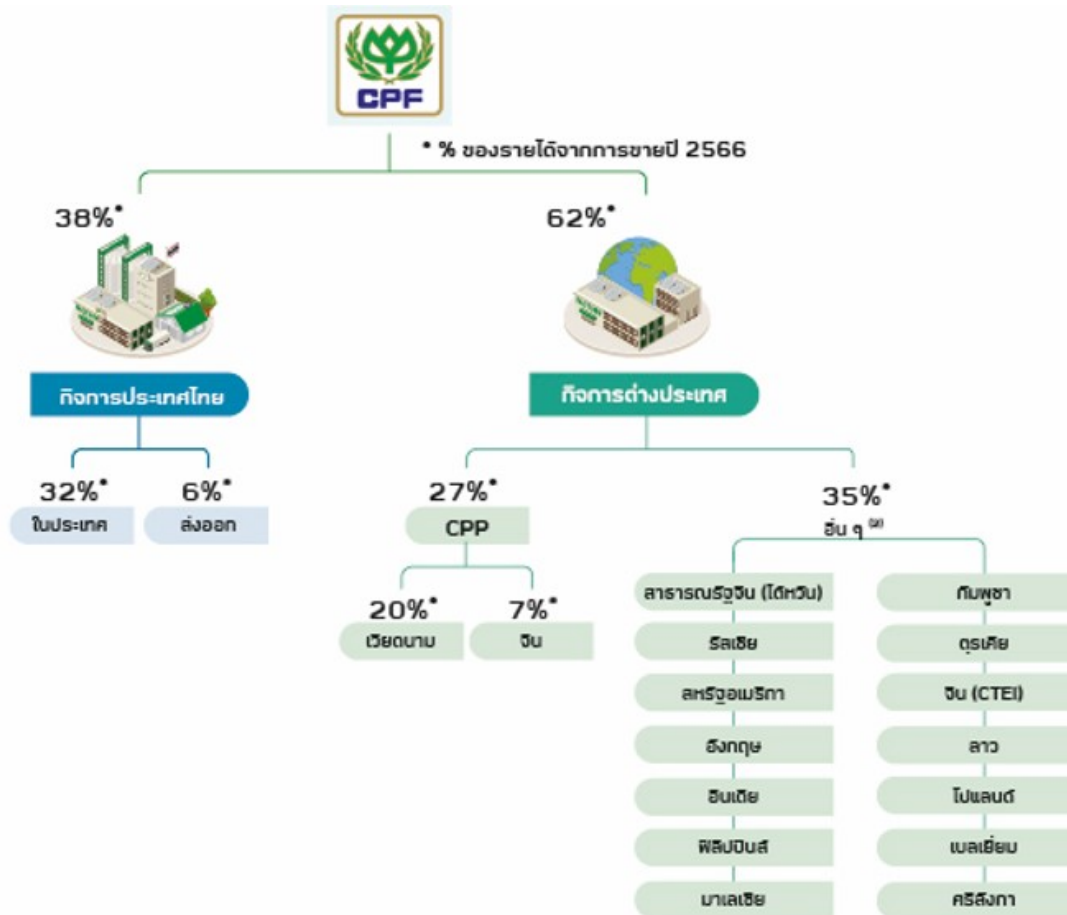 CPF
* % ของรายได้จากการขายปี 2566
38%*
62%*
กิจการประเทศไทย
กิจการต่างประเทศ
32%*
6%*
27%*
35%*
ในประเทศ
ส่งออก
CPP
อื่น ๆ
20%*
7%*
เวียดนาม
จีน
สาธารณรัฐจีน (ไต้หวัน)
กัมพูชา
รัสเซีย
ตุรเคีย
สหรัฐอเมริกา
จีน (CTEI)
อังกฤษ
ลาว
อินเดีย
โปแลนด์
ฟิลิปปินส์
เบลเยี่ยม
มาเลเซีย
ศรีลังกา